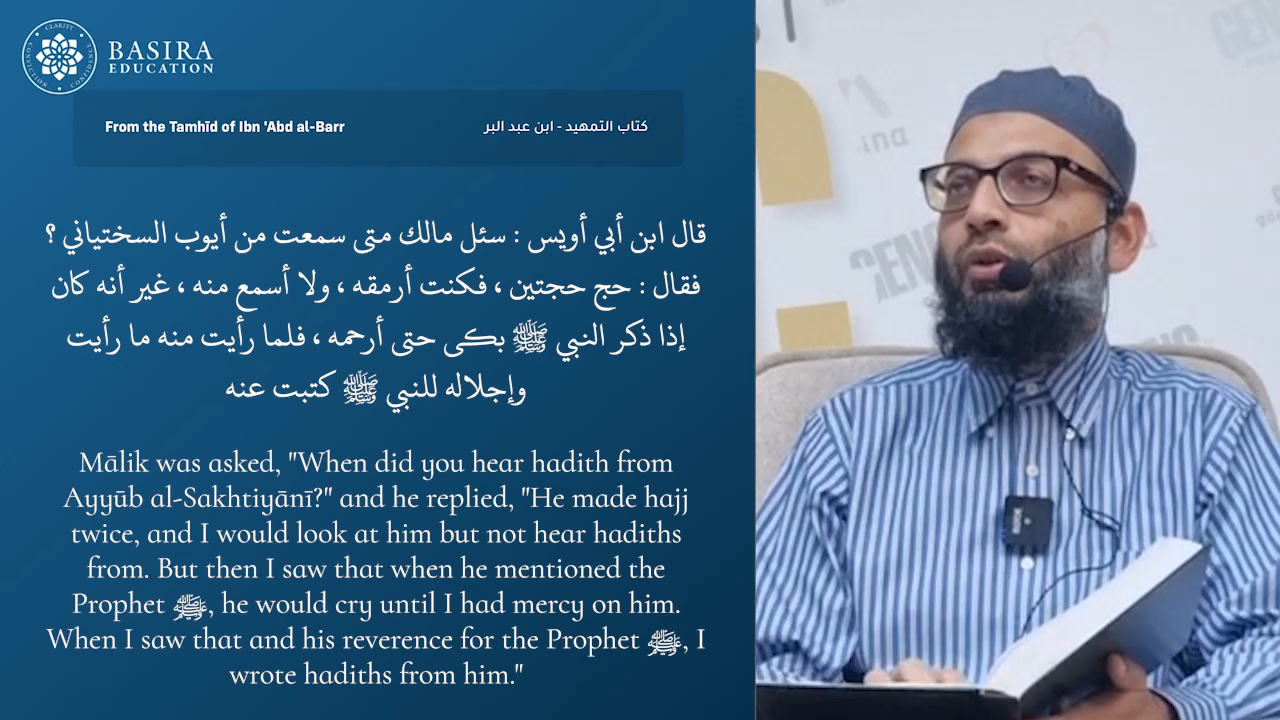 CLARITY
CONVICTION
CONFIDENCE
BASIRA
EDUCATION
From the Tamhīd of Ibn 'Abd al-Barr
كتاب التمهيد - ابن عبد البر
قال ابن أبي أويس : سئل مالك متى سمعت من أيوب السختياني ؟
فقال : حج حجتين ، فكنت أرمقه ، ولا أسمع منه ، غير أنه كان
إذا ذكر النبي ﷺ بكى حتى أرحمه ، فلما رأيت منه ما رأيت
وإجلاله للنبي ﷺ كتبت عنه
Mālik was asked, "When did you hear hadith from
Ayyūb al-Sakhtiyānī?" and he replied, "He made hajj
twice, and I would look at him but not hear hadiths
from. But then I saw that when he mentioned the
Prophet ﷺ, he would cry until I had mercy on him.
When I saw that and his reverence for the Prophet ﷺ, I
wrote hadiths from him."